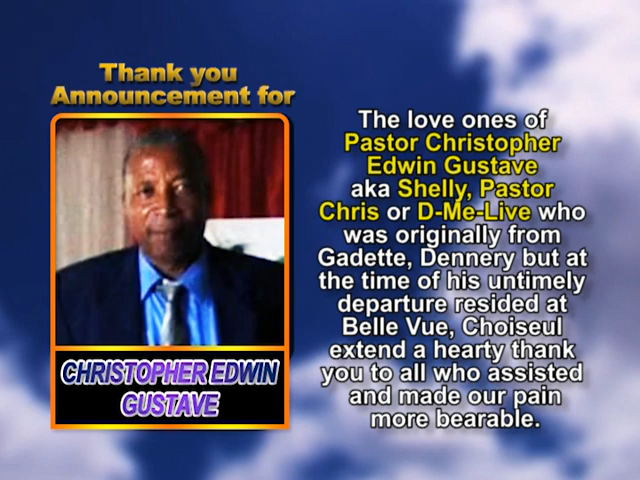 Thank you
Announcement for
CHRISTOPHER EDWIN
GUSTAVE
The love ones of
Pastor Christopher
Edwin Gustave
aka Shelly, Pastor
Chris or D-Me-Live who
was originally from
Gadette, Dennery but at
the time of his untimely
departure resided at
Belle Vue, Choiseul
extend a hearty thank
you to all who assisted
and made our pain
more bearable.